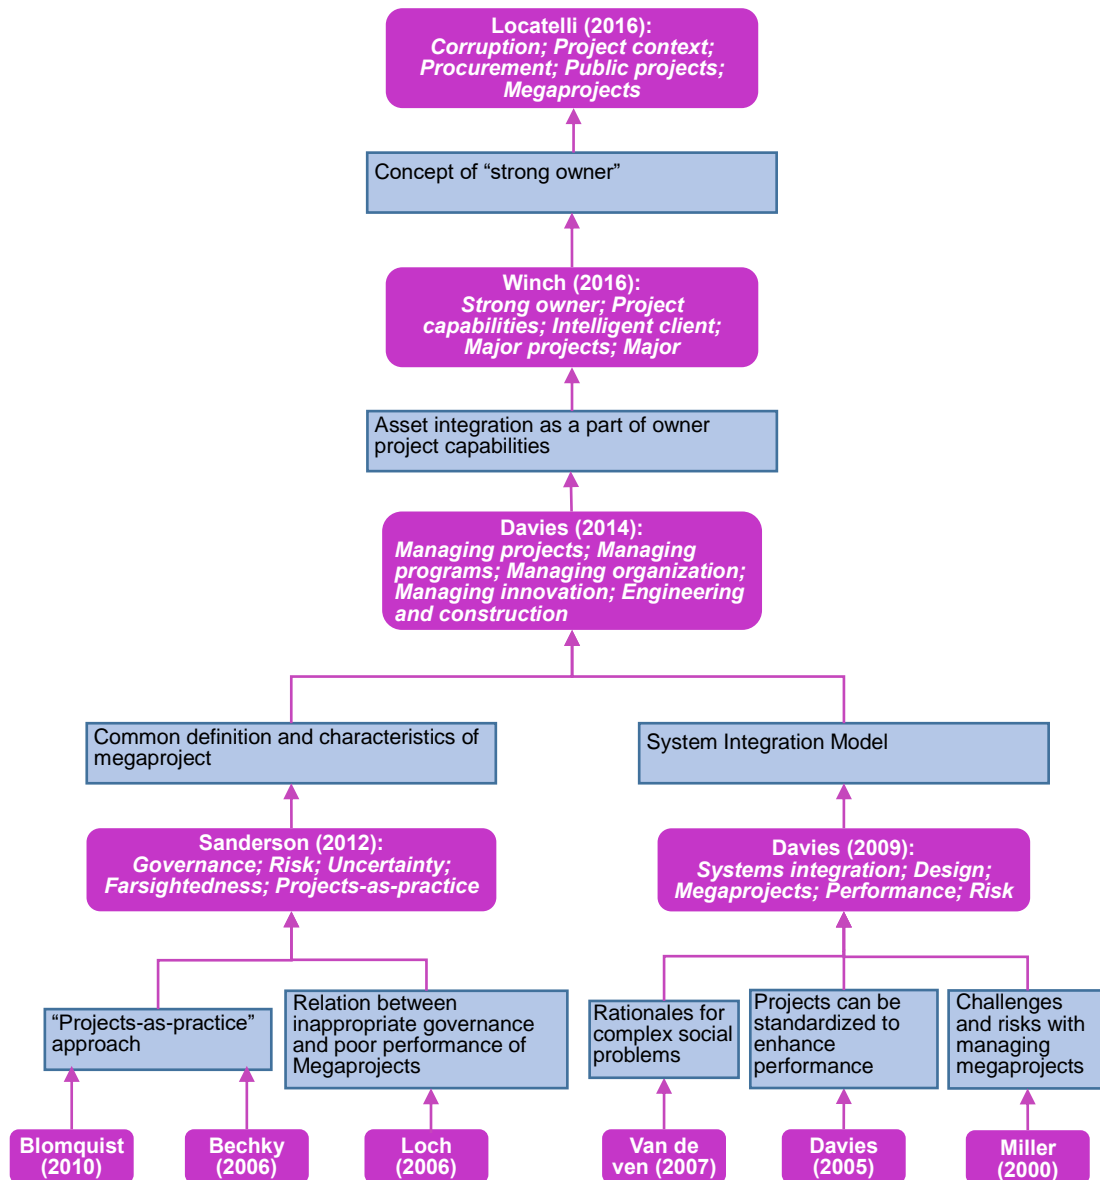 Locatelli (2016):
Corruption; Project context;
Procurement; Public projects;
Megaprojects
Concept of “strong owner”
Winch (2016):
Strong owner; Project
capabilities; Intelligent client;
Major projects; Major
Asset integration as a part of owner
project capabilities
Davies (2014):
Managing projects; Managing
programs; Managing organization;
Managing innovation; Engineering
and construction
Common definition and characteristics of
megaproject
System Integration Model
Sanderson (2012):
Governance; Risk; Uncertainty;
Farsightedness; Projects-as-practice
Davies (2009):
Systems integration; Design;
Megaprojects; Performance; Risk
“Projects-as-practice”
approach
Relation between
inappropriate governance
and poor performance of
Megaprojects
Rationales for
complex social
problems
Projects can be
standardized to
enhance
performance
Challenges
and risks with
managing
megaprojects
Blomquist
(2010)
Bechky
(2006)
Loch
(2006)
Van de
ven (2007)
Davies
(2005)
Miller
(2000)